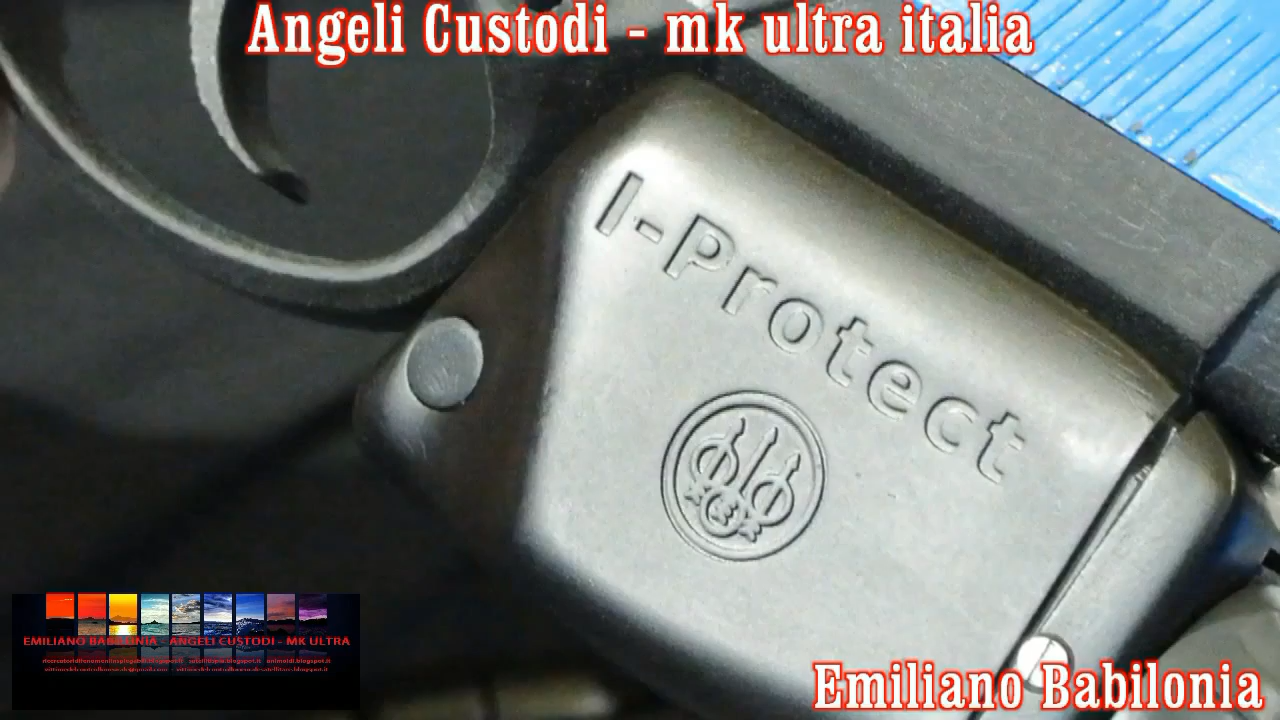 Angeli Custodi - mk ultra italia
I-Protect
EMILIANO BABILONIA - ANGELI CUSTODI - MK ULTRA
Emiliano Babilonia